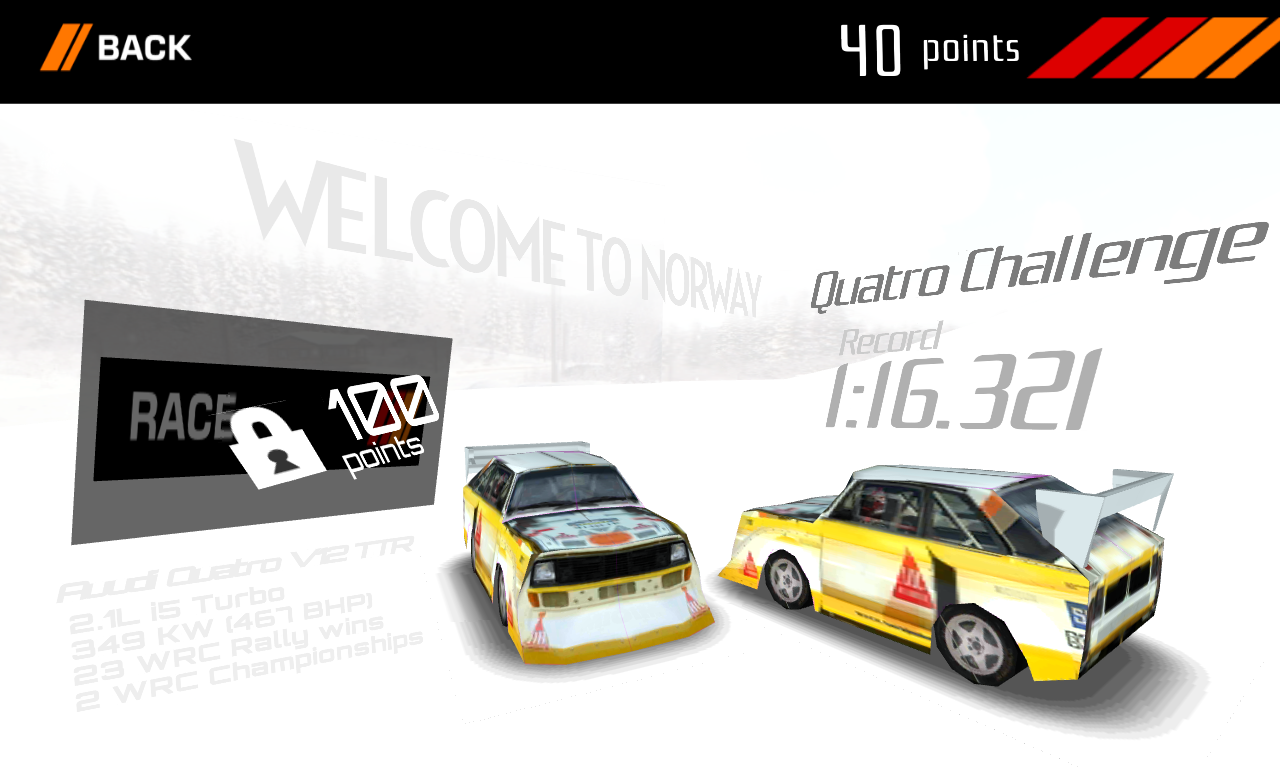 BACK
40 points
WELCOME TO NORWAY
Quatro Challenge
Record
1:16.321
RACE
100
points
Auudi Quatro V12 TTR
2.1L i5 Turbo
349 KW (467 BHP)
23 WRC Rally wins
2 WRC Championships